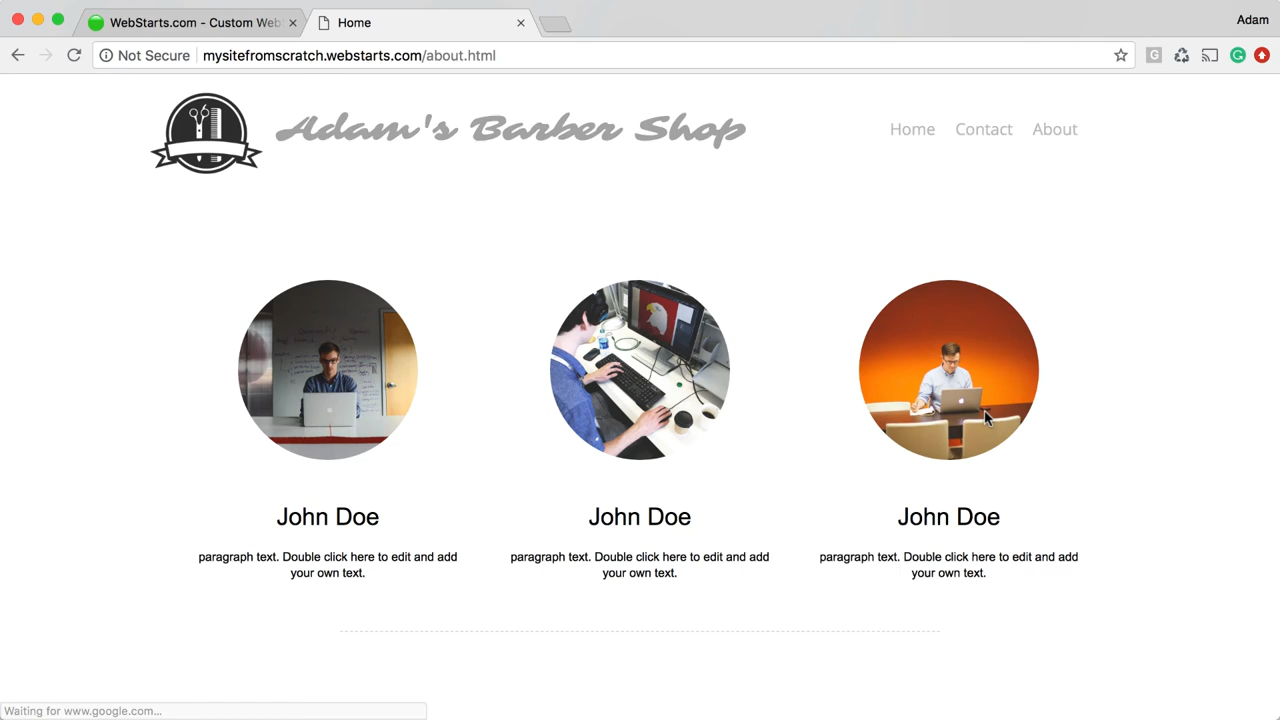 WebStarts.com - Custom Web
Home
Adam
Not Secure
mysitefromscratch.webstarts.com/about.html
Adam's Barber Shop
Home Contact About
John Doe
paragraph text. Double click here to edit and add
your own text.
John Doe
paragraph text. Double click here to edit and add
your own text.
John Doe
paragraph text. Double click here to edit and add
your own text.
Waiting for www.google.com...